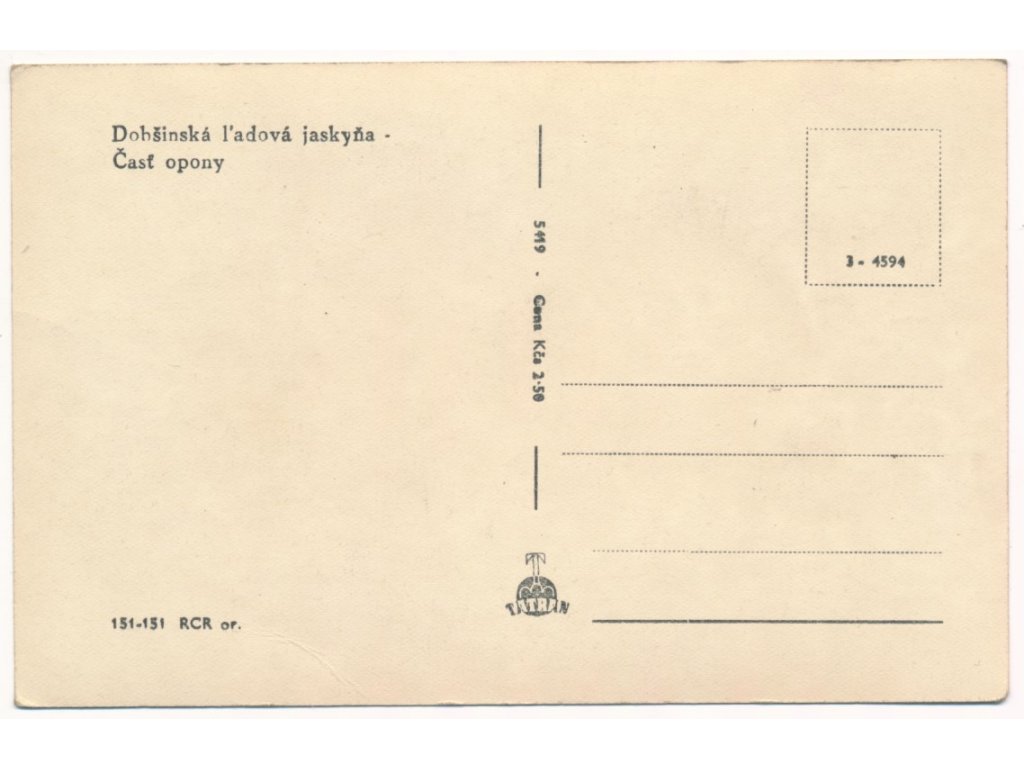 Dobšinská ľadová jaskyňa -
Časť opony
5419 · Cena Kčs 2·50
3 - 4594
TATRAN
151-151 RCR or.